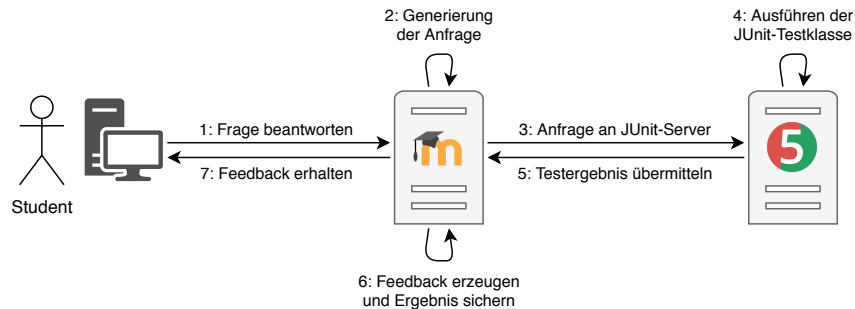 2: Generierung
der Anfrage
4: Ausführen der
JUnit-Testklasse
1: Frage beantworten
3: Anfrage an JUnit-Server
m
5
7: Feedback erhalten
5: Testergebnis übermitteln
Student
6: Feedback erzeugen
und Ergebnis sichern